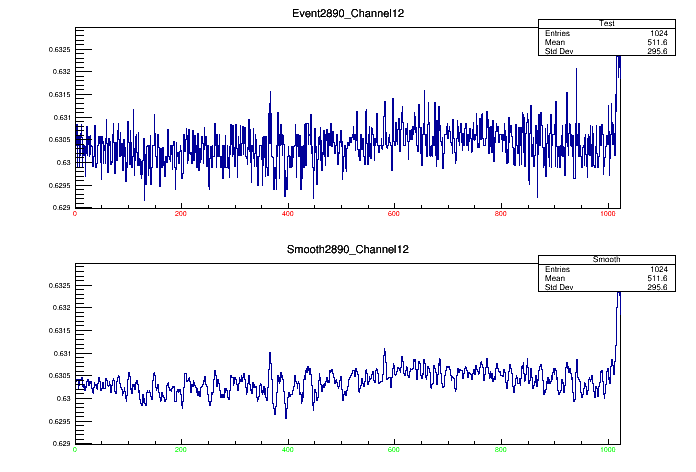 Event2890_Channel12
Test
Entries 1024
Mean 511.6
Std Dev 295.6
0.6325
0.632
0.6315
0.631
0.6305
0.63
0.6295
0.629
0 200 400 600 800 1000
Smooth2890_Channel12
Smooth
Entries 1024
Mean 511.6
Std Dev 295.6
0.6325
0.632
0.6315
0.631
0.6305
0.63
0.6295
0.629
0 200 400 600 800 1000